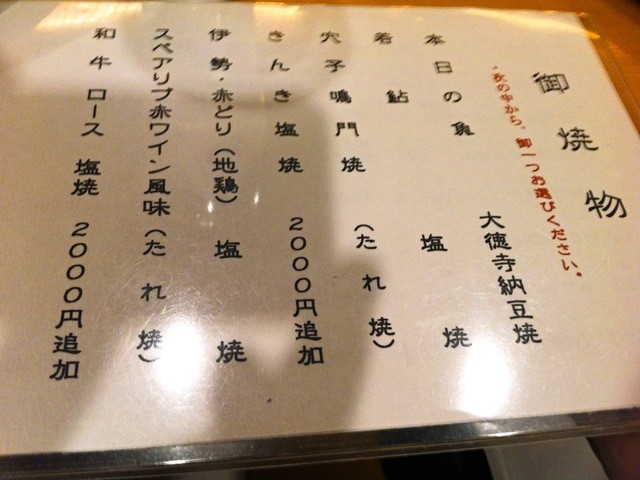 御焼物
次の中から、御一つお選びください。
本日の魚 大徳寺納豆焼
若鮎 塩焼
穴子鳴門焼 (たれ焼)
きんき塩焼 2000円追加
伊勢・赤どり(地鶏) 塩焼
スペアリブ赤ワイン風味(たれ焼)
和牛ロース 塩焼 2000円追加